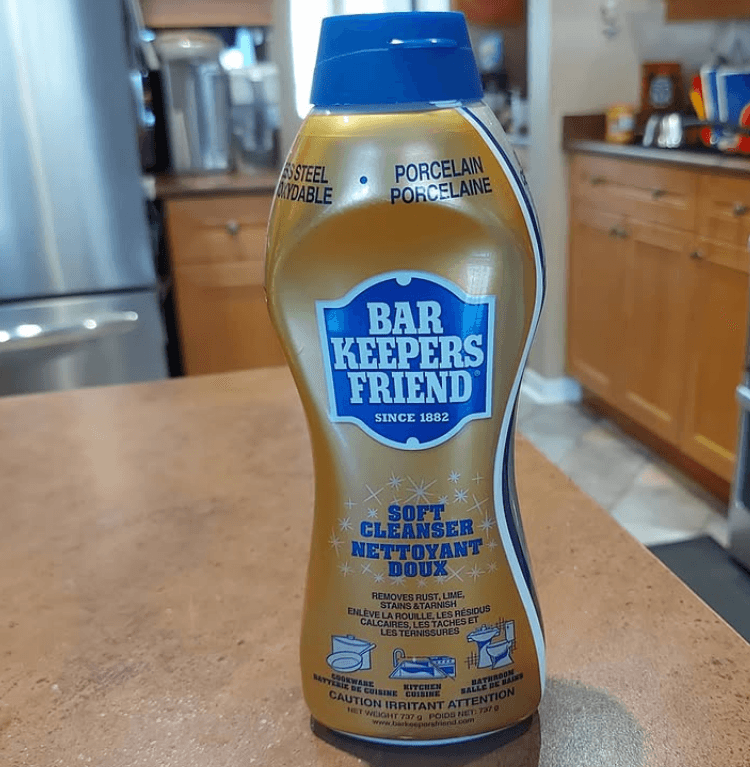 STEEL
PORCELAIN
PORCELAINE
BAR
KEEPERS
FRIEND®
SINCE 1882
SOFT
CLEANSER
NETTOYANT
DOUX
REMOVES RUST, LIME,
STAINS & TARNISH
ENLÈVE LA ROUILLE, LES RÉSIDUS
CALCAIRES, LES TACHES ET
LES TERNISSURES
COOKWARE
BATTERIE DE CUISINE
KITCHEN
CUISINE
BATHROOM
SALLE DE BAINS
CAUTION IRRITANT ATTENTION
NET WEIGHT 737 g POIDS NET: 737 g
www.barkeepersfriend.com